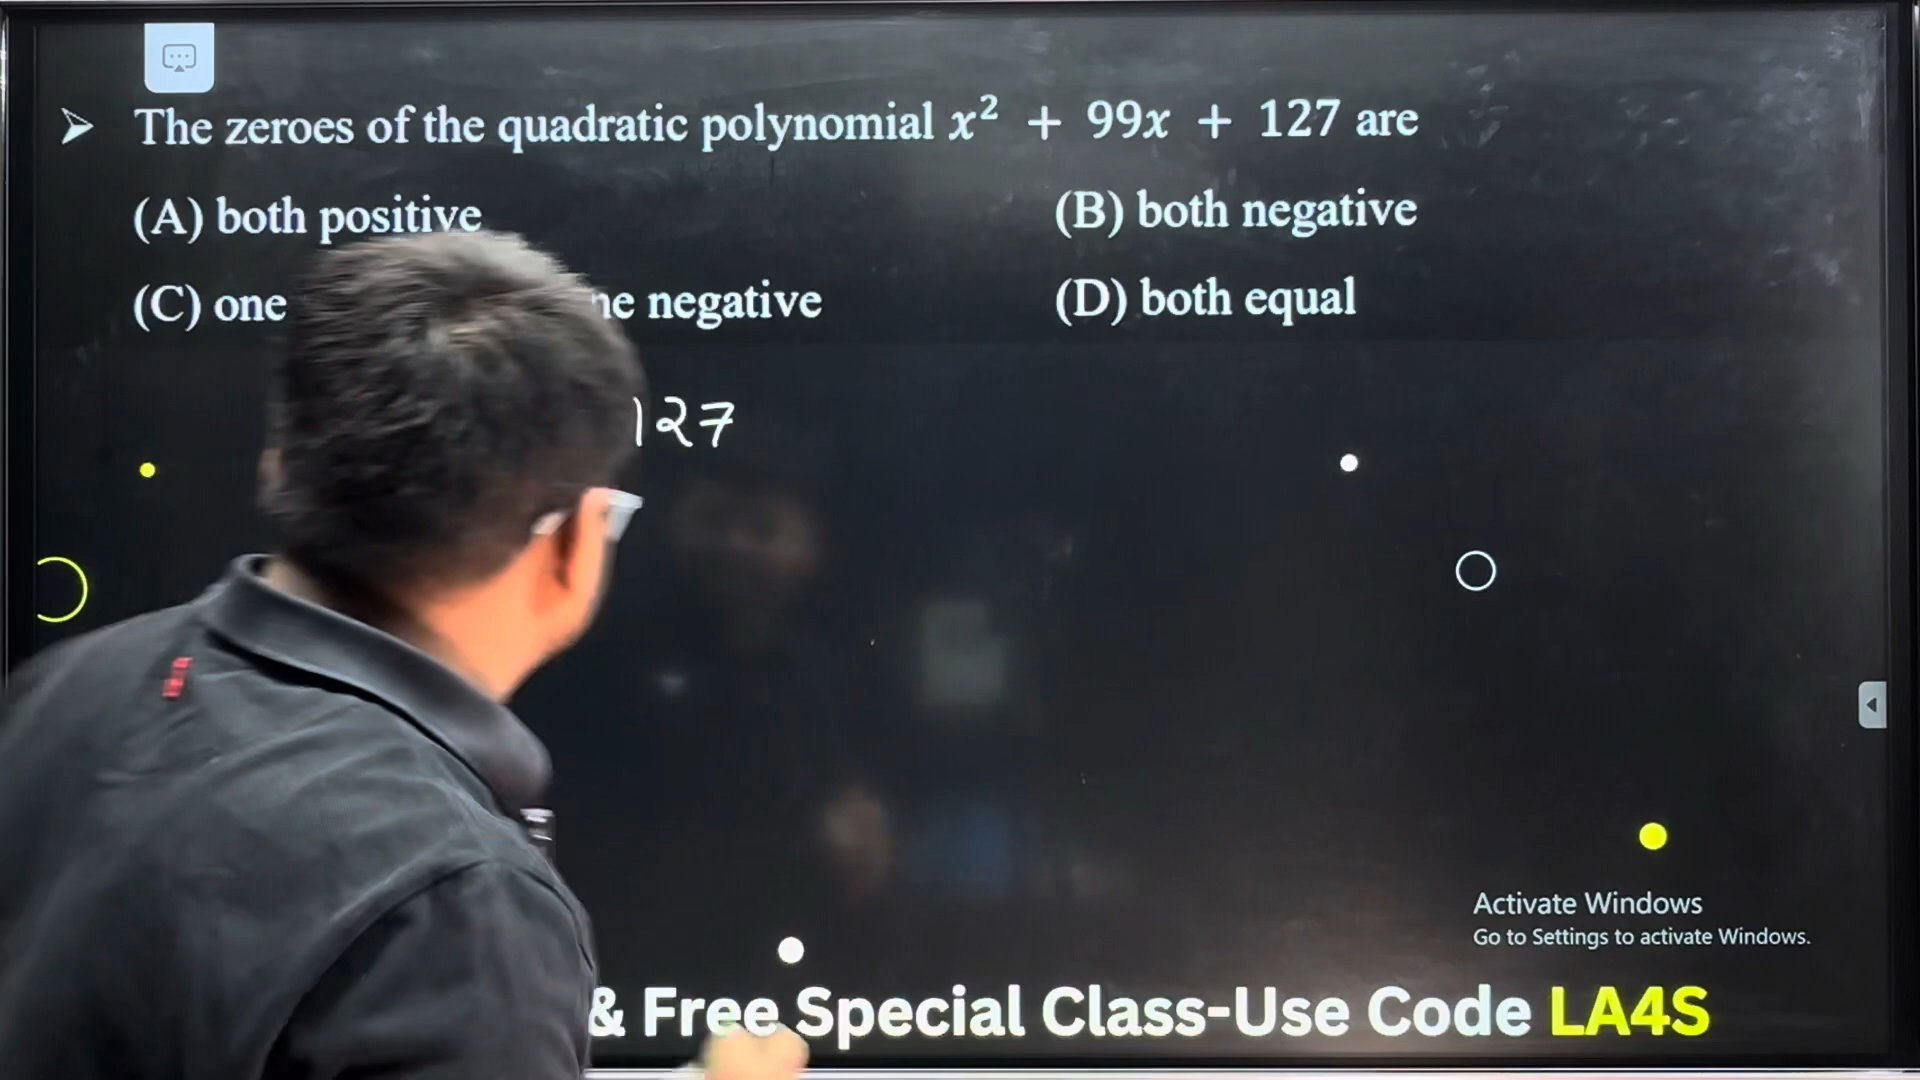 The zeroes of the quadratic polynomial x² + 99x + 127 are
(A) both positive
(B) both negative
(C) one negative
(D) both equal
127
Activate Windows
Go to Settings to activate Windows.
& Free Special Class-Use Code LA4S